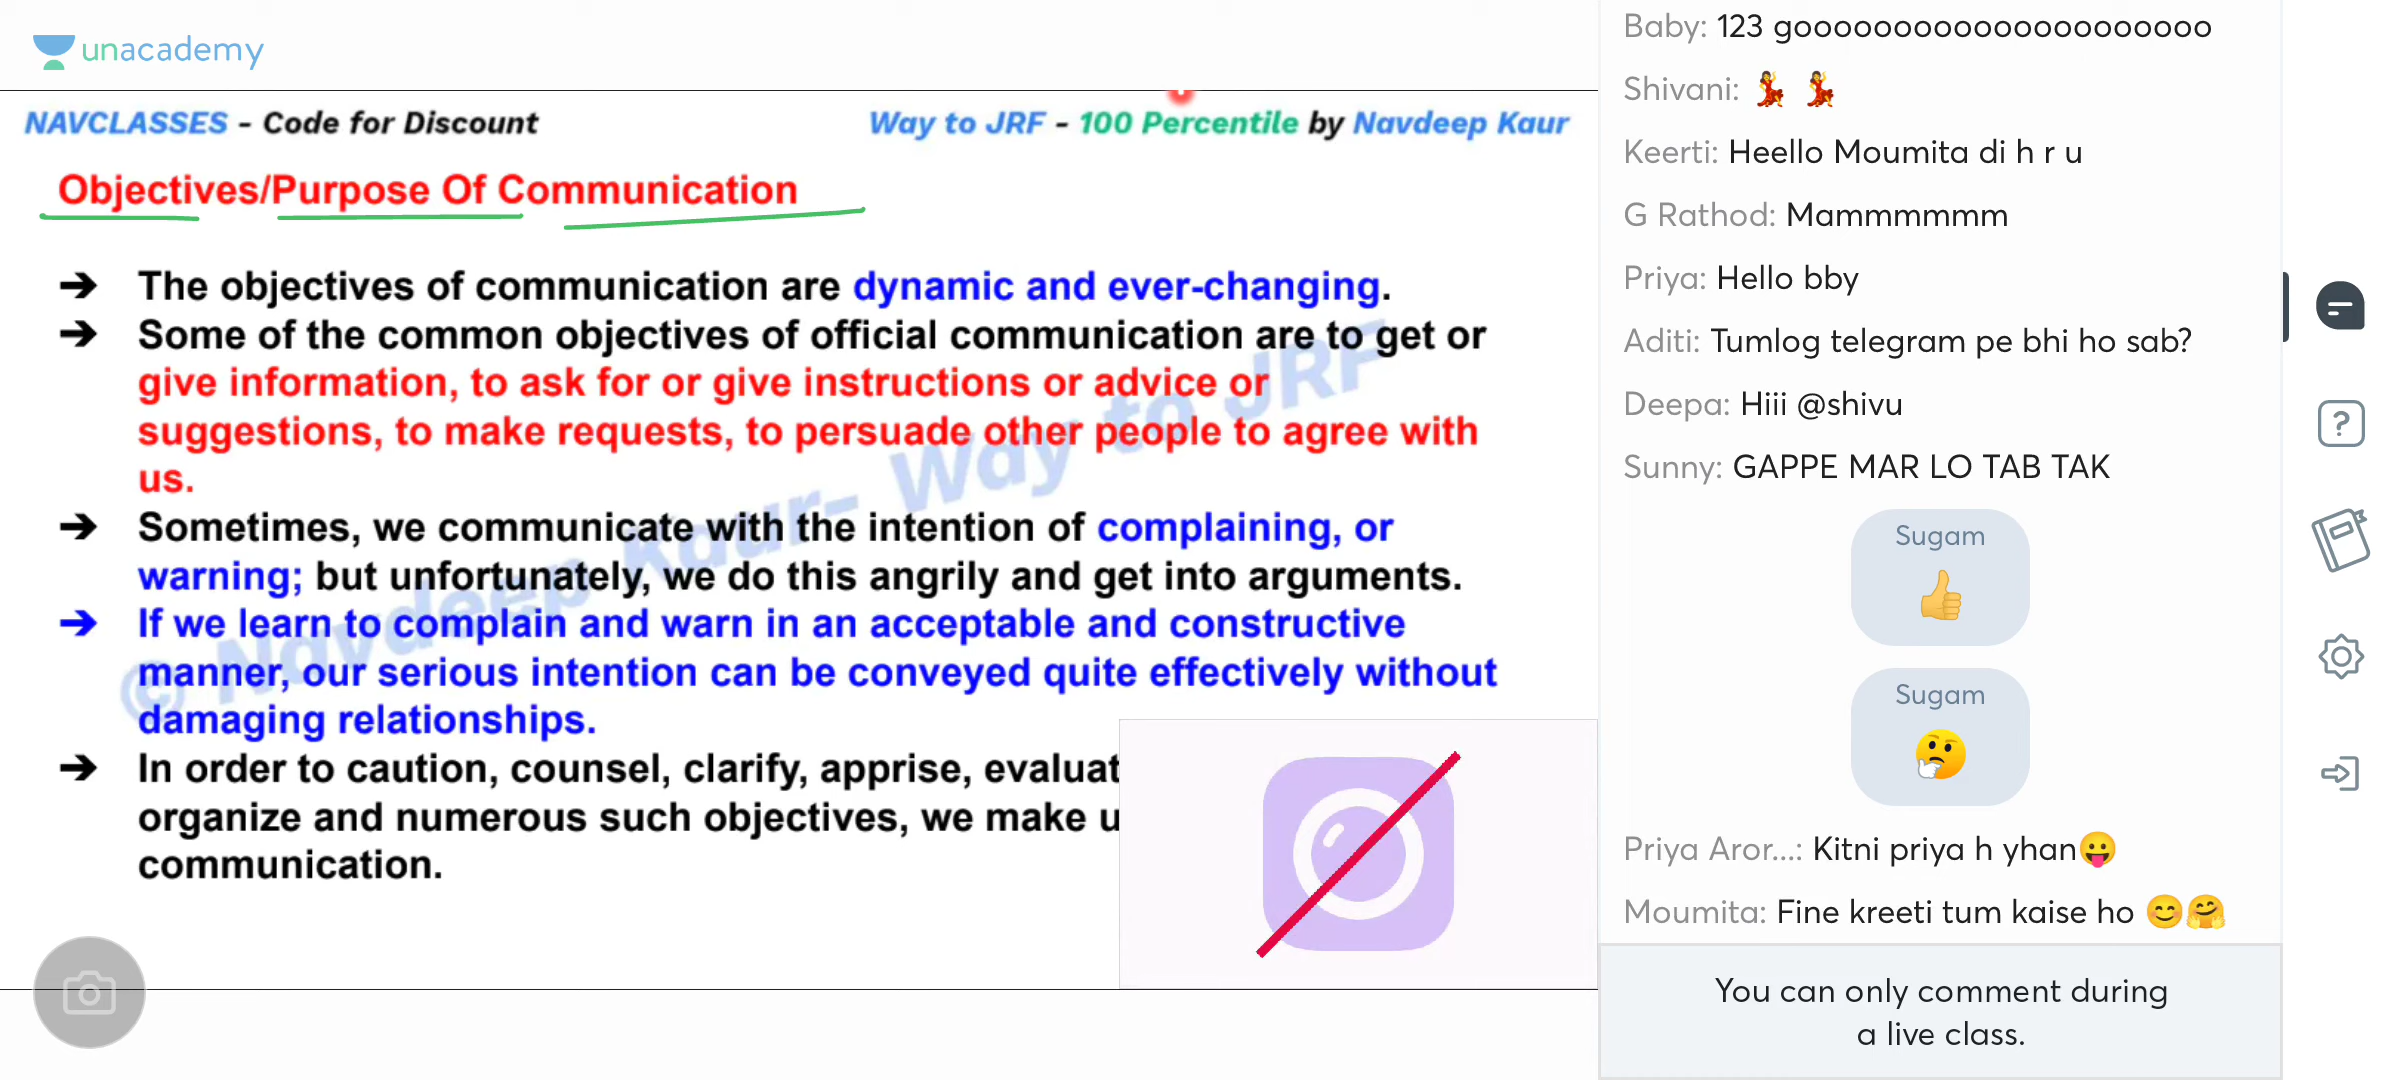 unacademy
NAVCLASSES - Code for Discount
Way to JRF - 100 Percentile by Navdeep Kaur
Objectives/Purpose Of Communication
➔ The objectives of communication are dynamic and ever-changing.
➔ Some of the common objectives of official communication are to get or
give information, to ask for or give instructions or advice or
suggestions, to make requests, to persuade other people to agree with
us.
➔ Sometimes, we communicate with the intention of complaining, or
warning; but unfortunately, we do this angrily and get into arguments.
➔ If we learn to complain and warn in an acceptable and constructive
manner, our serious intention can be conveyed quite effectively without
damaging relationships.
➔ In order to caution, counsel, clarify, apprise, evaluat
organize and numerous such objectives, we make u
communication.
© Navdeep Kaur- Way to JRF
Baby: 123 gooooooooooooooooooooo
Shivani: 💃 💃
Keerti: Heello Moumita di h r u
G Rathod: Mammmmmm
Priya: Hello bby
Aditi: Tumlog telegram pe bhi ho sab?
Deepa: Hiii @shivu
Sunny: GAPPE MAR LO TAB TAK
Sugam
👍
Sugam
🤔
Priya Aror...: Kitni priya h yhan😛
Moumita: Fine kreeti tum kaise ho 😊🤗
You can only comment during
a live class.